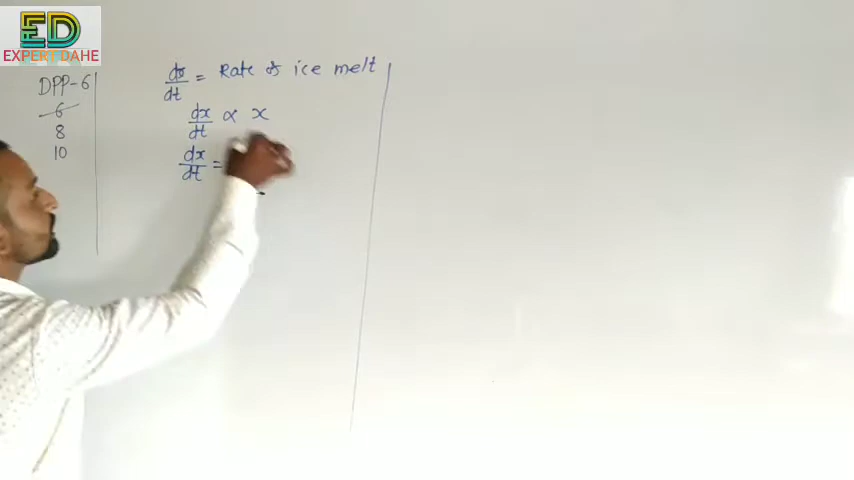 ED
EXPERT DAHE
DPP-6
6
8
10
dx/dt = Rate of ice melt
dx/dt ∝ x
dx/dt =